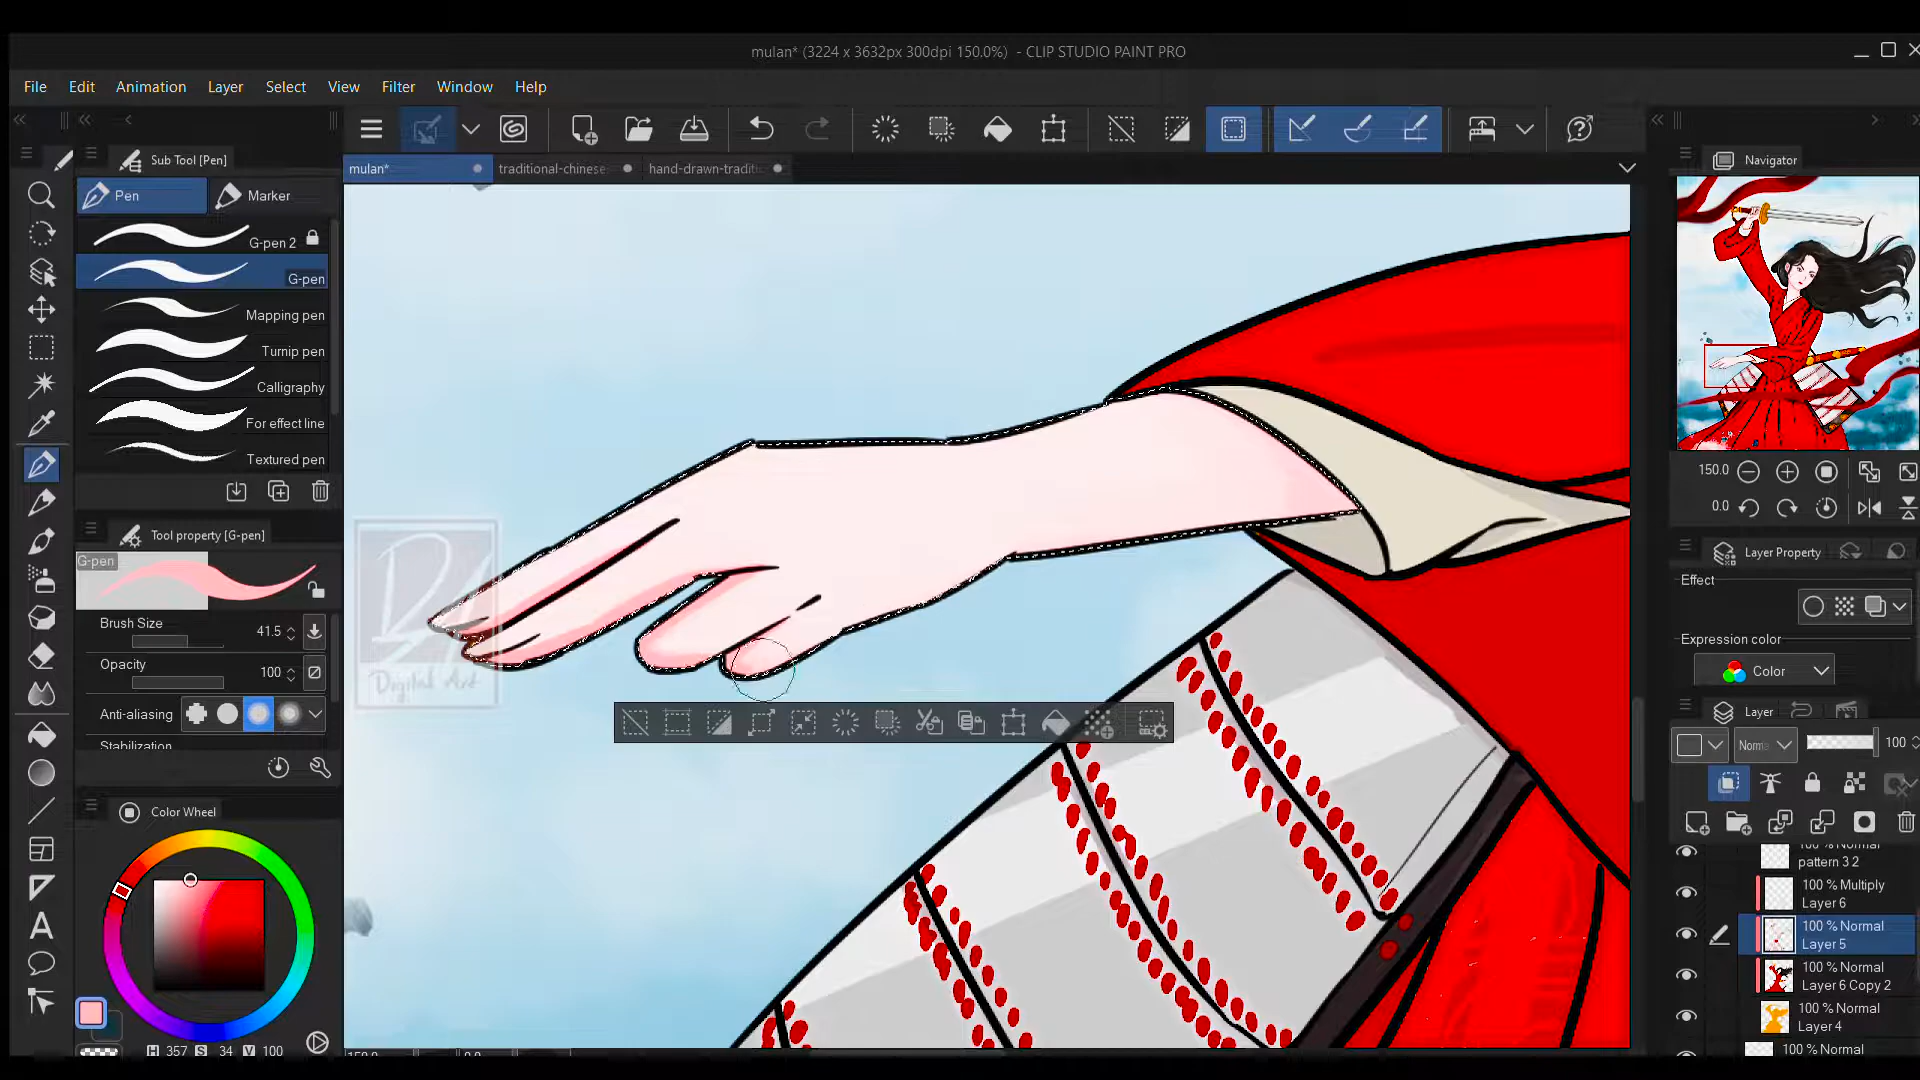 mulan* (3224 x 3632px 300dpi 150.0%) - CLIP STUDIO PAINT PRO
File Edit Animation Layer Select View Filter Window Help
mulan* traditional-chinese hand-drawn-traditi
Sub Tool [Pen]
Pen Marker
G-pen 2
G-pen
Mapping pen
Turnip pen
Calligraphy
For effect line
Textured pen
Tool property [G-pen]
G-pen
Brush Size 41.5
Opacity 100
Anti-aliasing
Stabilization
Color Wheel
H 357 S 34 V 100
Digital Art
Navigator
150.0
0.0
Layer Property
Effect
Expression color
Color
Layer
Norma 100
100 % Normal
pattern 3 2
100 % Multiply
Layer 6
100 % Normal
Layer 5
100 % Normal
Layer 6 Copy 2
100 % Normal
Layer 4
100 % Normal